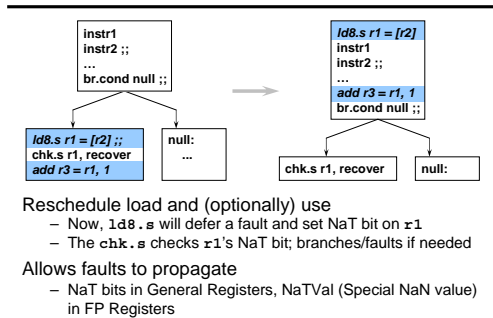 instr1
instr2 ;;
...
br.cond null ;;
ld8.s r1 = [r2] ;;
chk.s r1, recover
add r3 = r1, 1
null:
...
ld8.s r1 = [r2]
instr1
instr2 ;;
...
add r3 = r1, 1
br.cond null ;;
chk.s r1, recover
null:
Reschedule load and (optionally) use
– Now, ld8.s will defer a fault and set NaT bit on r1
– The chk.s checks r1's NaT bit; branches/faults if needed
Allows faults to propagate
– NaT bits in General Registers, NaTVal (Special NaN value)
in FP Registers